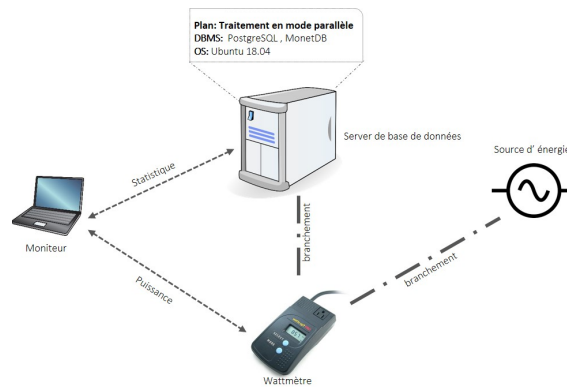 Plan: Traitement en mode parallèle
DBMS: PostgreSQL , MonetDB
OS: Ubuntu 18.04
Server de base de données
Source d' énergie
Statistique
branchement
Moniteur
Puissance
branchement
Wattmètre